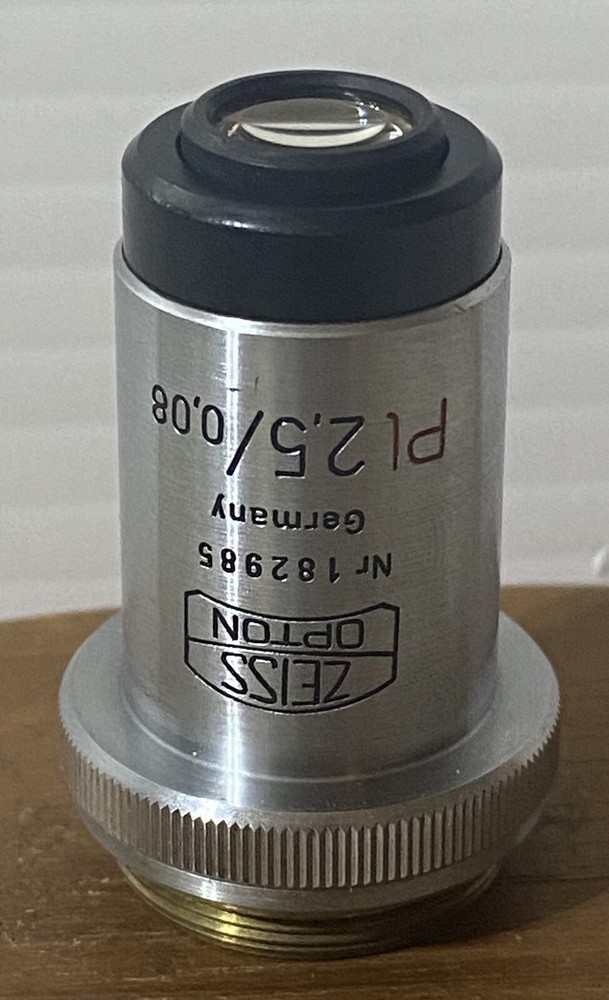 ZEISS
OPTON
Nr 182985
Germany
Pl 2,5/0,08